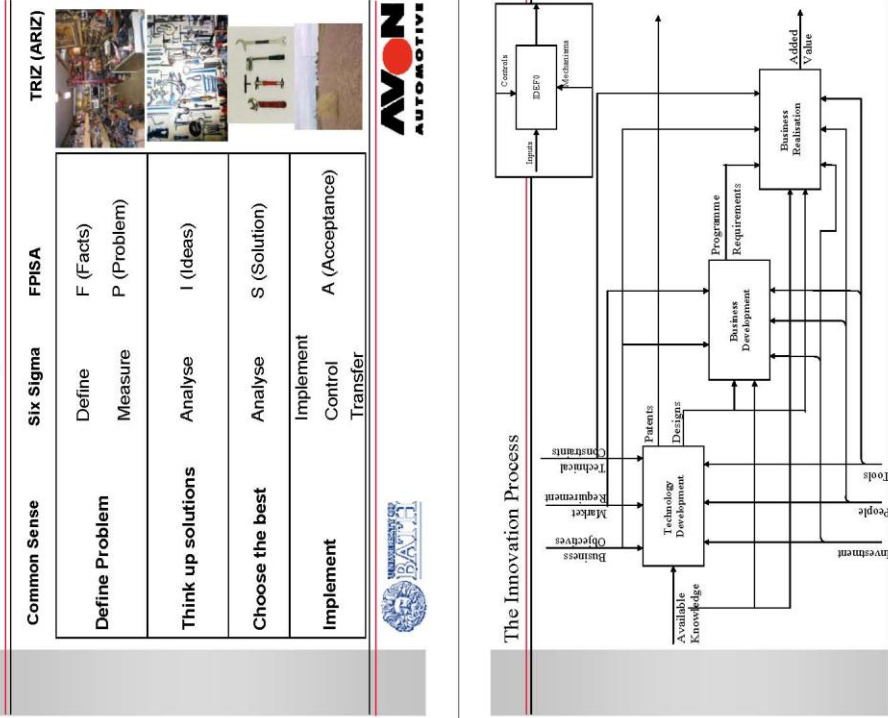 Common Sense Six Sigma FPISA TRIZ (ARIZ)
Define Problem Define F (Facts)
Measure P (Problem)
Think up solutions Analyse I (Ideas)
Choose the best Analyse S (Solution)
Implement Implement A (Acceptance)
Control
Transfer
UNIVERSITY OF
BATH
AVON
AUTOMOTIVE
The Innovation Process
Controls
Inputs
IDEF0
Mechanisms
Business
Objectives
Market
Requirement
Technical
Constraints
Available
Knowledge
Technology
Development
Patents
Designs
Business
Development
Programme
Requirements
Business
Realisation
Added
Value
Investment
People
Tools